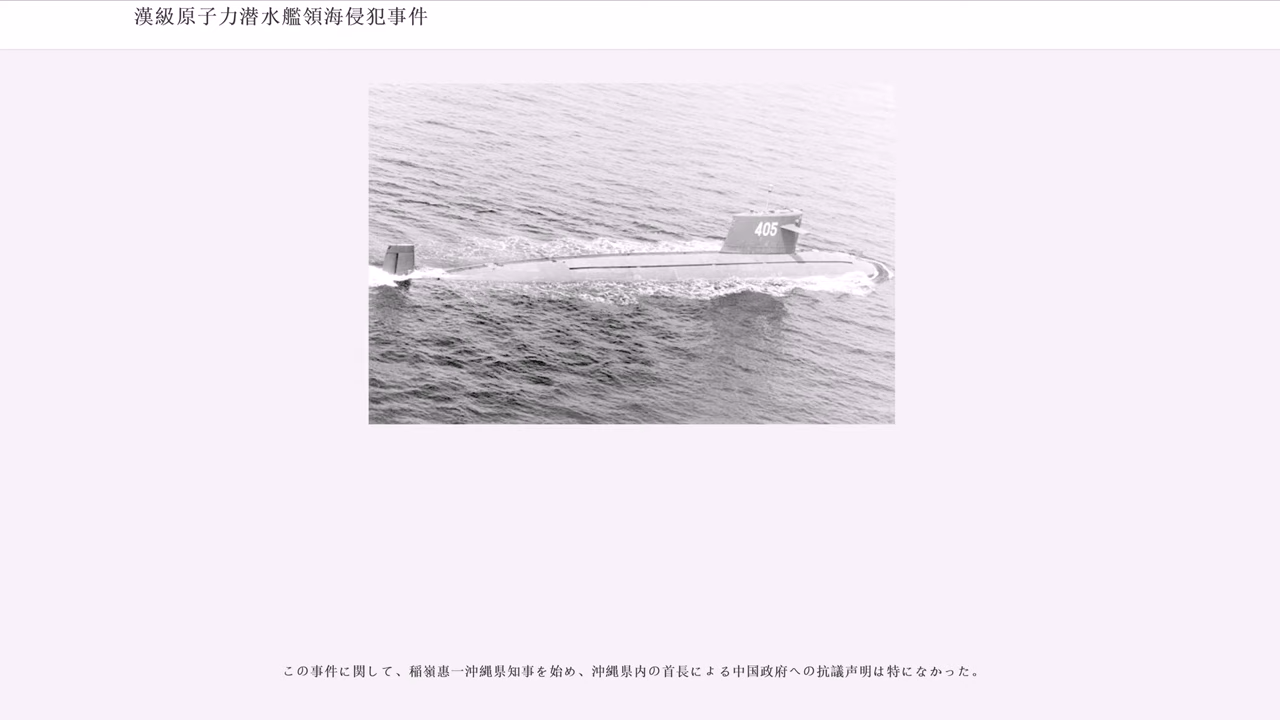 漢級原子力潜水艦領海侵犯事件
405
この事件に関して、稲嶺惠一沖縄県知事を始め、沖縄県内の首長による中国政府への抗議声明は特になかった。